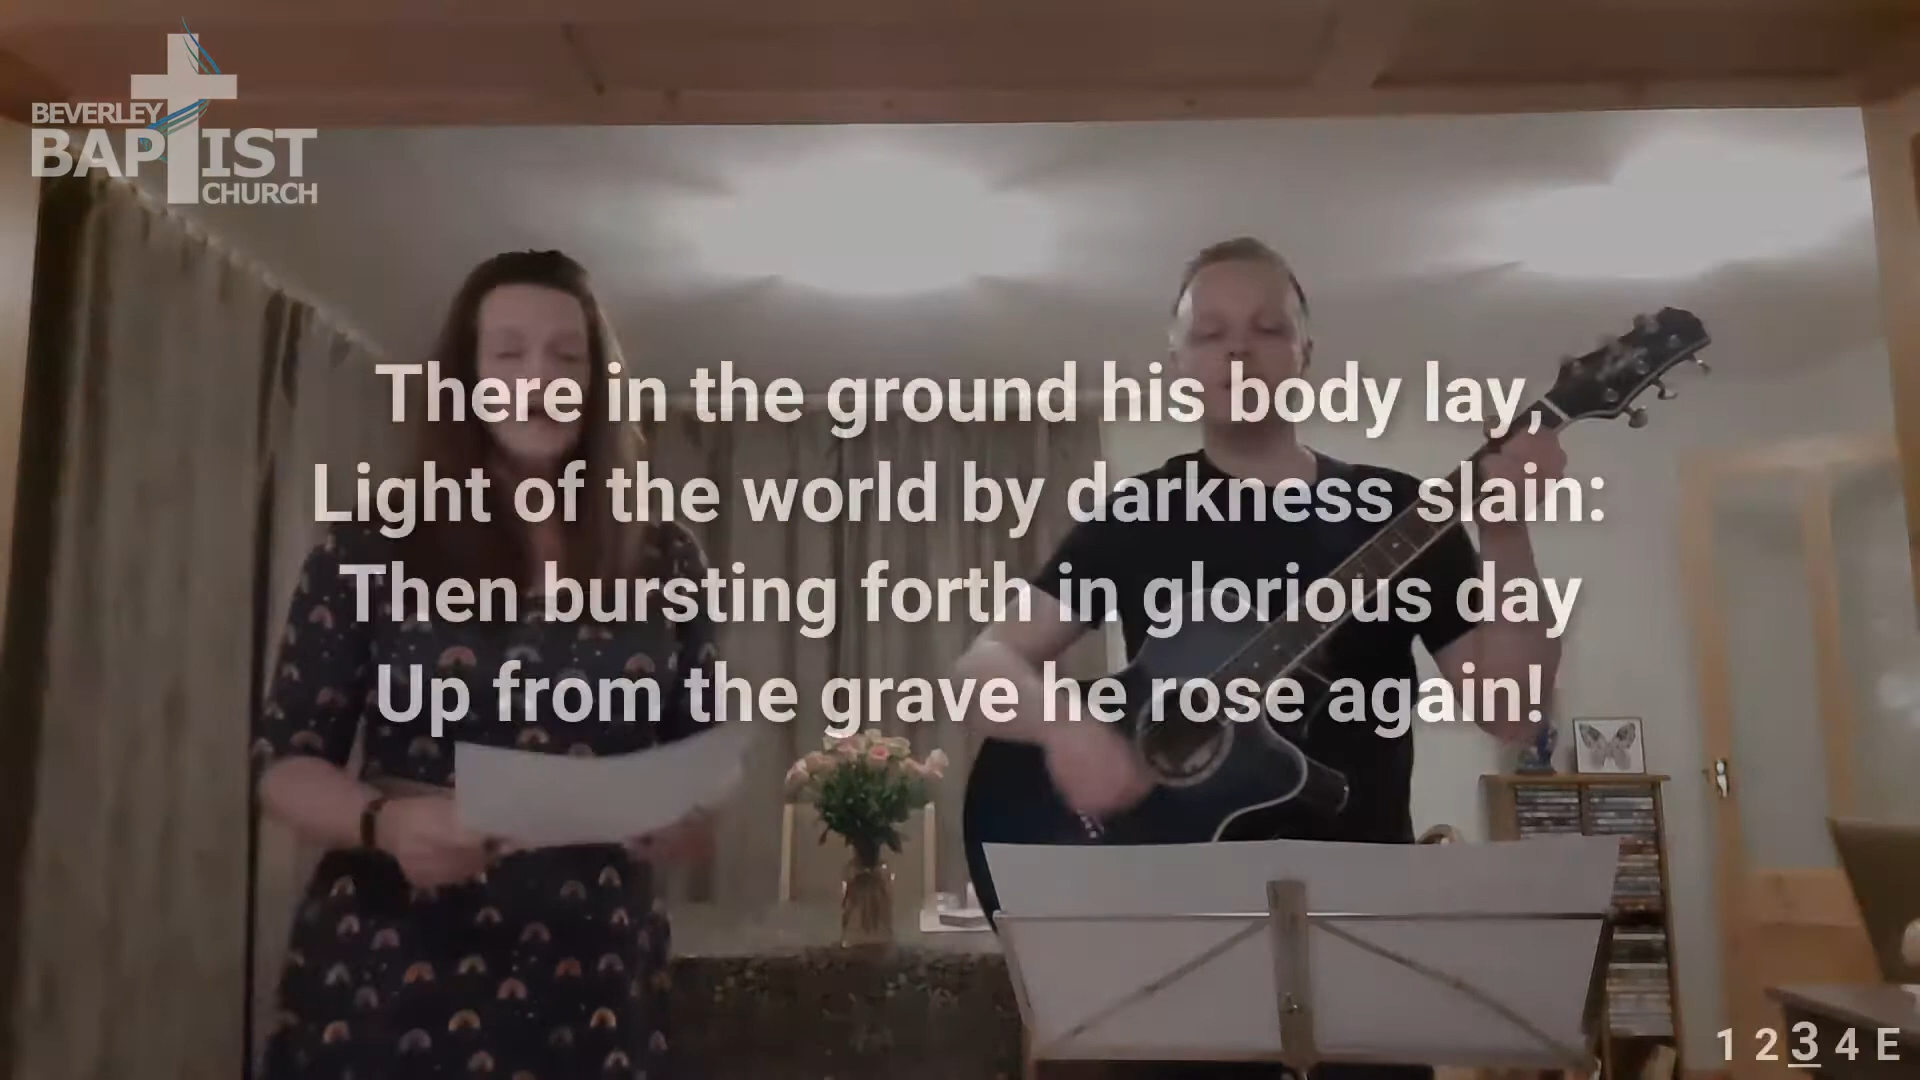 BEVERLEY
BAPTIST
CHURCH
There in the ground his body lay,
Light of the world by darkness slain:
Then bursting forth in glorious day
Up from the grave he rose again!
1 2 3 4 E